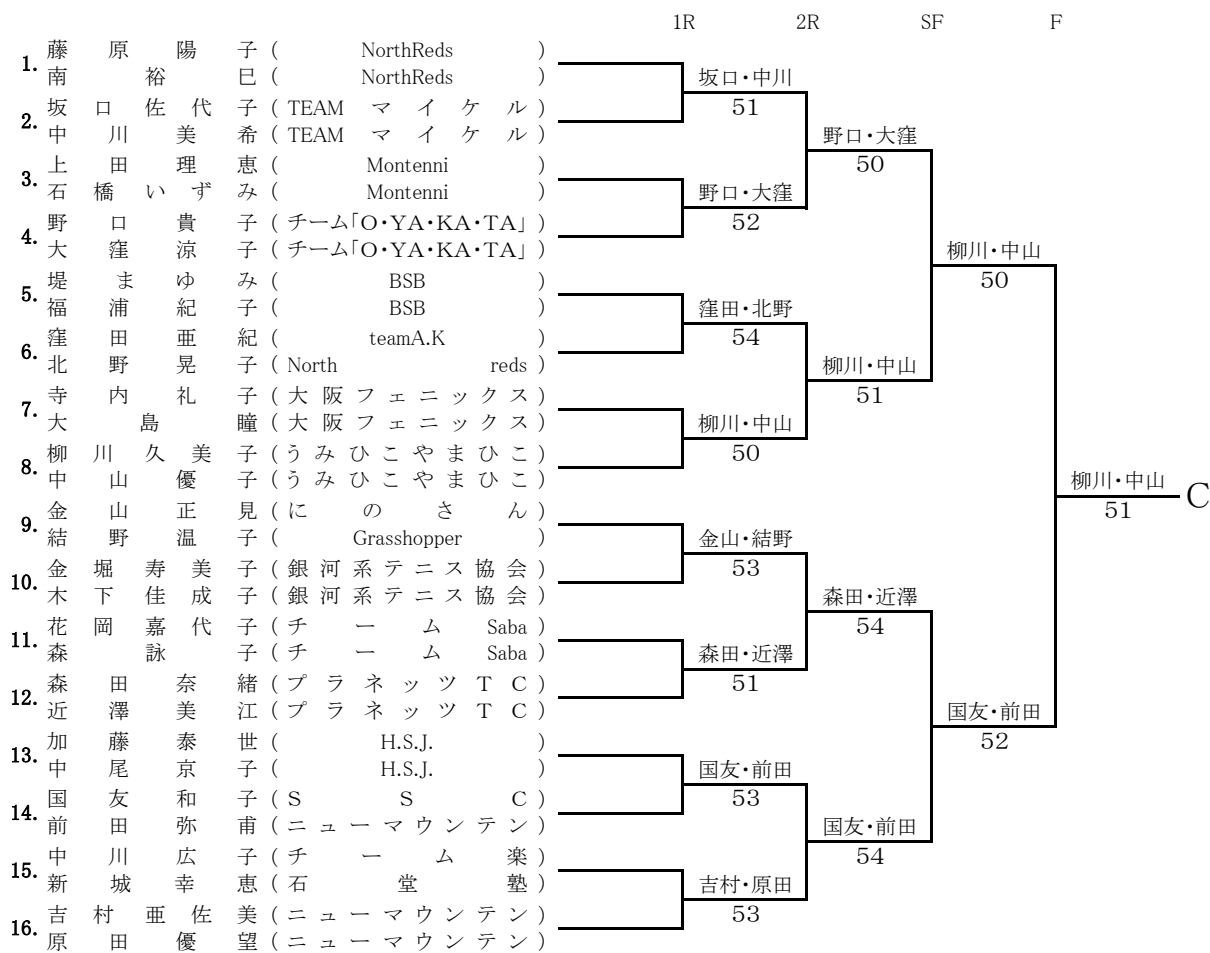 1R 2R SF F
1. 藤原陽子(NorthReds)
南裕巳(NorthReds)
坂口・中川
51
2. 坂口佐代子(TEAMマイケル)
中川美希(TEAMマイケル)
野口・大窪
50
3. 上田理恵(Montenni)
石橋いずみ(Montenni)
野口・大窪
52
4. 野口貴子(チーム「O・YA・KA・TA」)
大窪涼子(チーム「O・YA・KA・TA」)
柳川・中山
50
5. 堤まゆみ(BSB)
福浦紀子(BSB)
窪田・北野
54
6. 窪田亜紀(teamA.K)
北野晃子(North reds)
柳川・中山
51
7. 寺内礼子(大阪フェニックス)
大島瞳(大阪フェニックス)
柳川・中山
50
8. 柳川久美子(うみひこやまひこ)
中山優子(うみひこやまひこ)
柳川・中山
51
C
9. 金山正見(にのさん)
結野温子(Grasshopper)
金山・結野
53
10. 金堀寿美子(銀河系テニス協会)
木下佳成子(銀河系テニス協会)
森田・近澤
54
11. 花岡嘉代子(チームSaba)
森詠子(チームSaba)
森田・近澤
51
12. 森田奈緒(プラネッツTC)
近澤美江(プラネッツTC)
国友・前田
52
13. 加藤泰世(H.S.J.)
中尾京子(H.S.J.)
国友・前田
53
14. 国友和子(SSC)
前田弥甫(ニューマウンテン)
国友・前田
54
15. 中川広子(チーム楽)
新城幸恵(石堂塾)
吉村・原田
53
16. 吉村亜佐美(ニューマウンテン)
原田優望(ニューマウンテン)